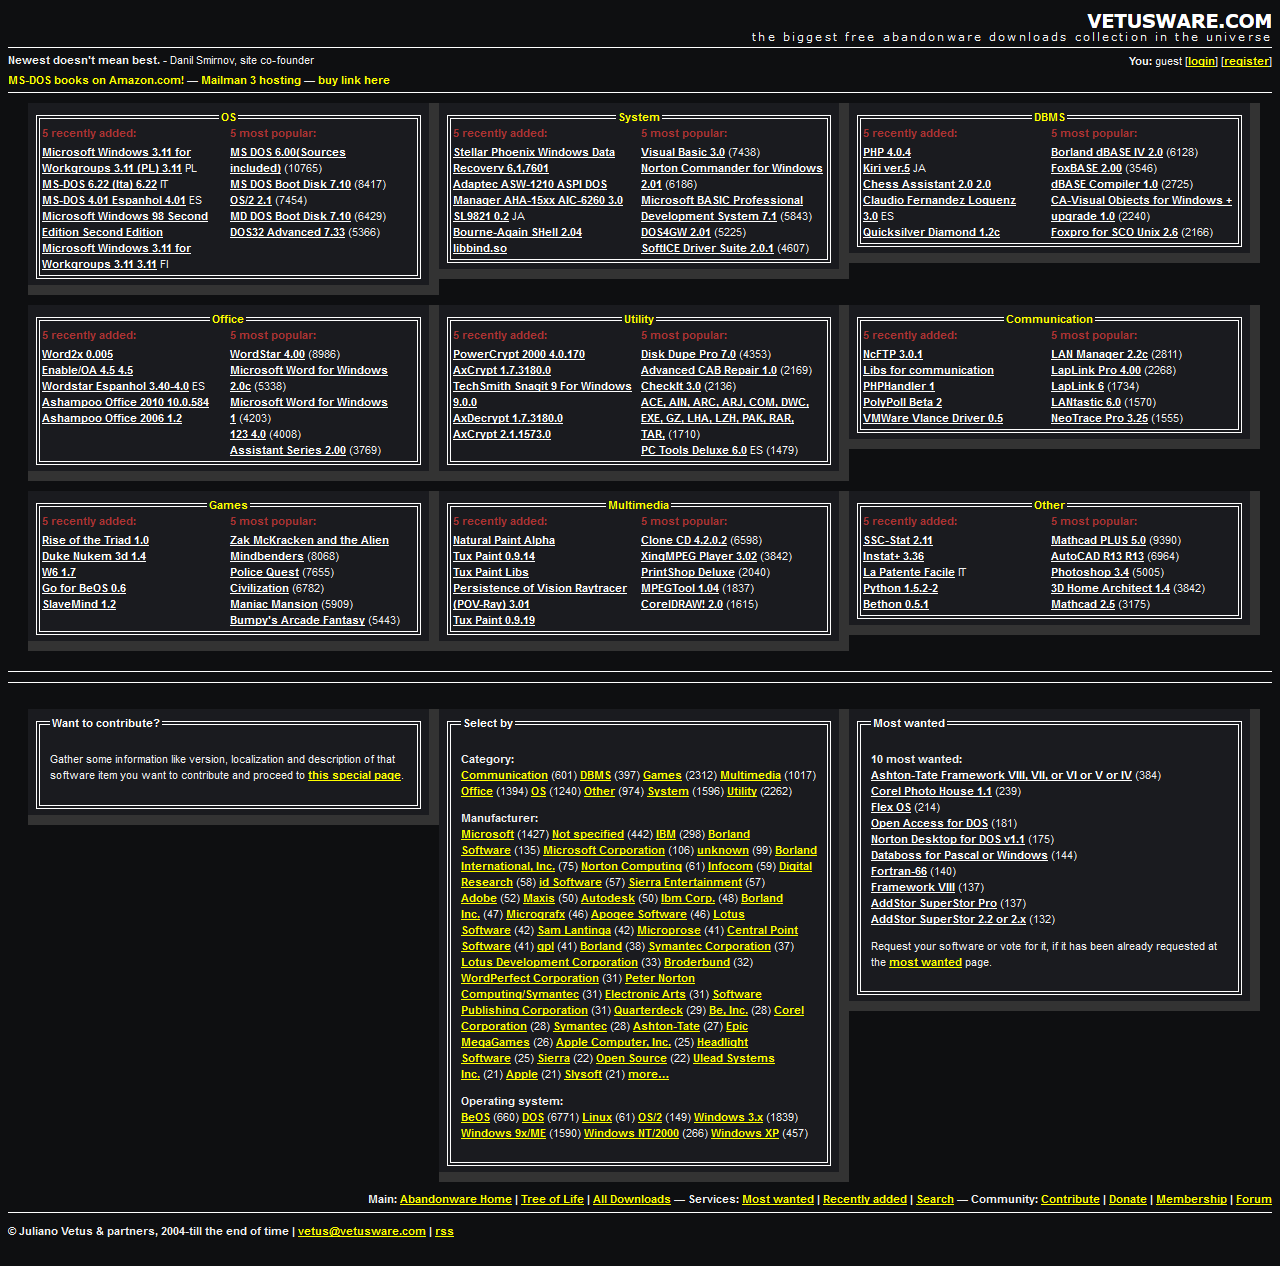 VETUSWARE.COM
the biggest free abandonware downloads collection in the universe
Newest doesn't mean best. - Danil Smirnov, site co-founder
You: guest [login] [register]
MS-DOS books on Amazon.com! — Mailman 3 hosting — buy link here
OS
5 recently added:
Microsoft Windows 3.11 for
Workgroups 3.11 (PL) 3.11 PL
MS-DOS 6.22 (Ita) 6.22 IT
MS-DOS 4.01 Espanol 4.01 ES
Microsoft Windows 98 Second
Edition Second Edition
Microsoft Windows 3.11 for
Workgroups 3.11 3.11 FI
5 most popular:
MS DOS 6.00(Sources
included) (10765)
MS DOS Boot Disk 7.10 (8417)
OS/2 2.1 (7454)
MD DOS Boot Disk 7.10 (6429)
DOS32 Advanced 7.33 (5366)
System
5 recently added:
Stellar Phoenix Windows Data
Recovery 6,1,7601
Adaptec ASW-1210 ASPI DOS
Manager AHA-15xx AIC-6260 3.0
SL9821 0.2 JA
Bourne-Again SHell 2.04
libbind.so
5 most popular:
Visual Basic 3.0 (7438)
Norton Commander for Windows
2.01 (6186)
Microsoft BASIC Professional
Development System 7.1 (5843)
DOS4GW 2.01 (5225)
SoftICE Driver Suite 2.0.1 (4607)
DBMS
5 recently added:
PHP 4.0.4
Kiri ver.5 JA
Chess Assistant 2.0 2.0
Claudio Fernandez Loquenz
3.0 ES
Quicksilver Diamond 1.2c
5 most popular:
Borland dBASE IV 2.0 (6128)
FoxBASE 2.00 (3546)
dBASE Compiler 1.0 (2725)
CA-Visual Objects for Windows +
upgrade 1.0 (2240)
Foxpro for SCO Unix 2.6 (2166)
Office
5 recently added:
Word2x 0.005
Enable/OA 4.5 4.5
Wordstar Espanhol 3.40-4.0 ES
Ashampoo Office 2010 10.0.584
Ashampoo Office 2006 1.2
5 most popular:
WordStar 4.00 (8986)
Microsoft Word for Windows
2.0c (5338)
Microsoft Word for Windows
1 (4203)
123 4.0 (4008)
Assistant Series 2.00 (3769)
Utility
5 recently added:
PowerCrypt 2000 4.0.170
AxCrypt 1.7.3180.0
TechSmith Snagit 9 For Windows
9.0.0
AxDecrypt 1.7.3180.0
AxCrypt 2.1.1573.0
5 most popular:
Disk Dupe Pro 7.0 (4353)
Advanced CAB Repair 1.0 (2169)
CheckIt 3.0 (2136)
ACE, AIN, ARC, ARJ, COM, DWC,
EXE, GZ, LHA, LZH, PAK, RAR,
TAR, (1710)
PC Tools Deluxe 6.0 ES (1479)
Communication
5 recently added:
NcFTP 3.0.1
Libs for communication
PHPHandler 1
PolyPoll Beta 2
VMWare Vlance Driver 0.5
5 most popular:
LAN Manager 2.2c (2811)
LapLink Pro 4.00 (2268)
LapLink 6 (1734)
LANtastic 6.0 (1570)
NeoTrace Pro 3.25 (1555)
Games
5 recently added:
Rise of the Triad 1.0
Duke Nukem 3d 1.4
W6 1.7
Go for BeOS 0.6
SlaveMind 1.2
5 most popular:
Zak McKracken and the Alien
Mindbenders (8068)
Police Quest (7655)
Civilization (6782)
Maniac Mansion (5909)
Bumpy's Arcade Fantasy (5443)
Multimedia
5 recently added:
Natural Paint Alpha
Tux Paint 0.9.14
Tux Paint Libs
Persistence of Vision Raytracer
(POV-Ray) 3.01
Tux Paint 0.9.19
5 most popular:
Clone CD 4.2.0.2 (6598)
XingMPEG Player 3.02 (3842)
PrintShop Deluxe (2040)
MPEGTool 1.04 (1837)
CorelDRAW! 2.0 (1615)
Other
5 recently added:
SSC-Stat 2.11
Instat+ 3.36
La Patente Facile IT
Python 1.5.2-2
Bethon 0.5.1
5 most popular:
Mathcad PLUS 5.0 (9390)
AutoCAD R13 R13 (6964)
Photoshop 3.4 (5005)
3D Home Architect 1.4 (3842)
Mathcad 2.5 (3175)
Want to contribute?
Gather some information like version, localization and description of that
software item you want to contribute and proceed to this special page.
Select by
Category:
Communication (601) DBMS (397) Games (2312) Multimedia (1017)
Office (1394) OS (1240) Other (974) System (1596) Utility (2262)
Manufacturer:
Microsoft (1427) Not specified (442) IBM (298) Borland
Software (135) Microsoft Corporation (106) unknown (99) Borland
International, Inc. (75) Norton Computing (61) Infocom (59) Digital
Research (58) id Software (57) Sierra Entertainment (57)
Adobe (52) Maxis (50) Autodesk (50) Ibm Corp. (48) Borland
Inc. (47) Micrografx (46) Apogee Software (46) Lotus
Software (42) Sam Lantinga (42) Microprose (41) Central Point
Software (41) gpl (41) Borland (38) Symantec Corporation (37)
Lotus Development Corporation (33) Broderbund (32)
WordPerfect Corporation (31) Peter Norton
Computing/Symantec (31) Electronic Arts (31) Software
Publishing Corporation (31) Quarterdeck (29) Be, Inc. (28) Corel
Corporation (28) Symantec (28) Ashton-Tate (27) Epic
MegaGames (26) Apple Computer, Inc. (25) Headlight
Software (25) Sierra (22) Open Source (22) Ulead Systems
Inc. (21) Apple (21) Slysoft (21) more...
Operating system:
BeOS (660) DOS (6771) Linux (61) OS/2 (149) Windows 3.x (1839)
Windows 9x/ME (1590) Windows NT/2000 (266) Windows XP (457)
Most wanted
10 most wanted:
Ashton-Tate Framework VIII, VII, or VI or V or IV (384)
Corel Photo House 1.1 (239)
Flex OS (214)
Open Access for DOS (181)
Norton Desktop for DOS v1.1 (175)
Databoss for Pascal or Windows (144)
Fortran-66 (140)
Framework VIII (137)
AddStor SuperStor Pro (137)
AddStor SuperStor 2.2 or 2.x (132)
Request your software or vote for it, if it has been already requested at
the most wanted page.
Main: Abandonware Home | Tree of Life | All Downloads — Services: Most wanted | Recently added | Search — Community: Contribute | Donate | Membership | Forum
© Juliano Vetus & partners, 2004-till the end of time | vetus@vetusware.com | rss